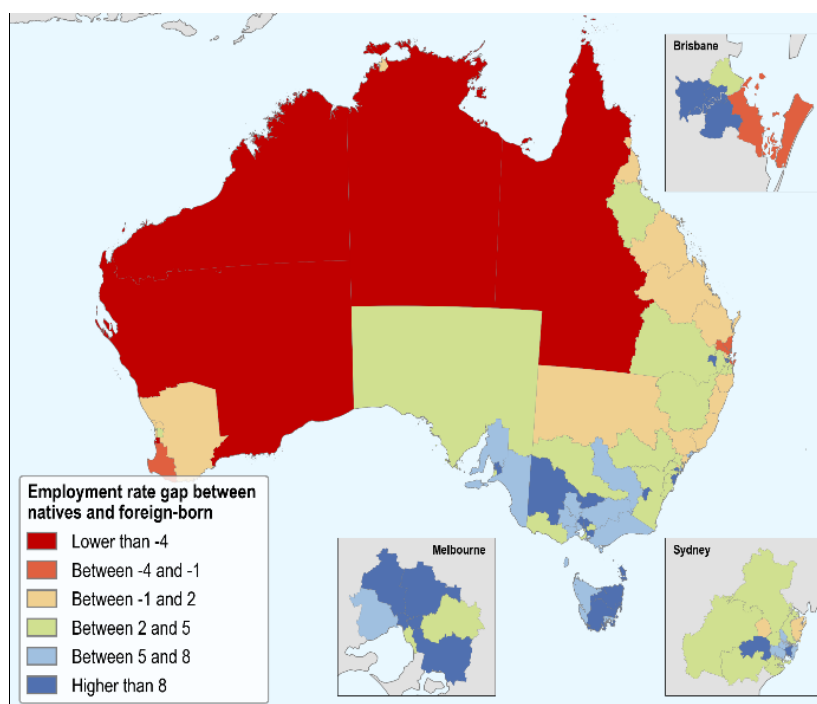 Brisbane
Employment rate gap between
natives and foreign-born
Lower than -4
Between -4 and -1
Between -1 and 2
Between 2 and 5
Between 5 and 8
Higher than 8
Melbourne
Sydney